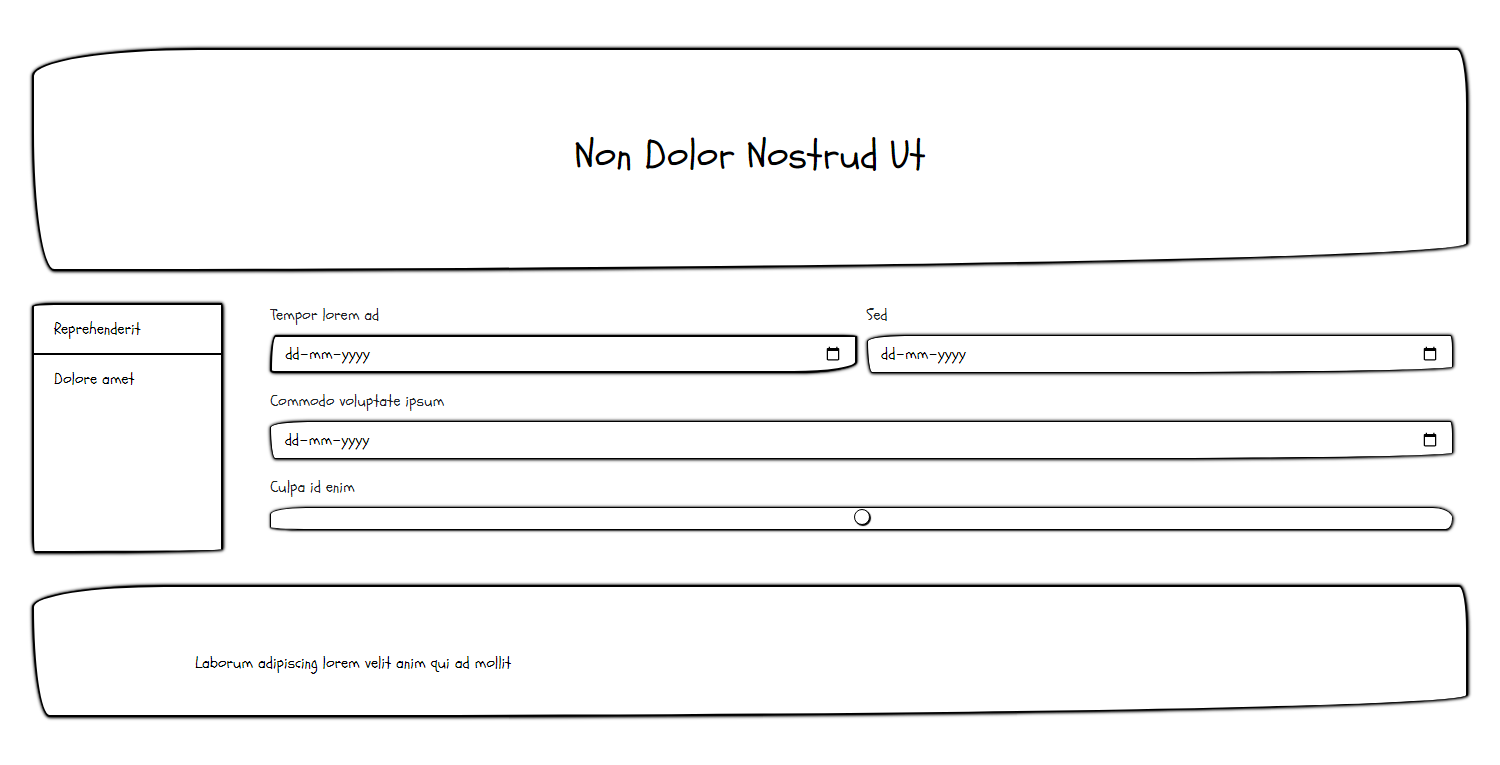 Non Dolor Nostrud Ut
Reprehenderit
Dolore amet
Tempor lorem ad
dd-mm-yyyy
Sed
dd-mm-yyyy
Commodo voluptate ipsum
dd-mm-yyyy
Culpa id enim
Laborum adipiscing lorem velit anim qui ad mollit